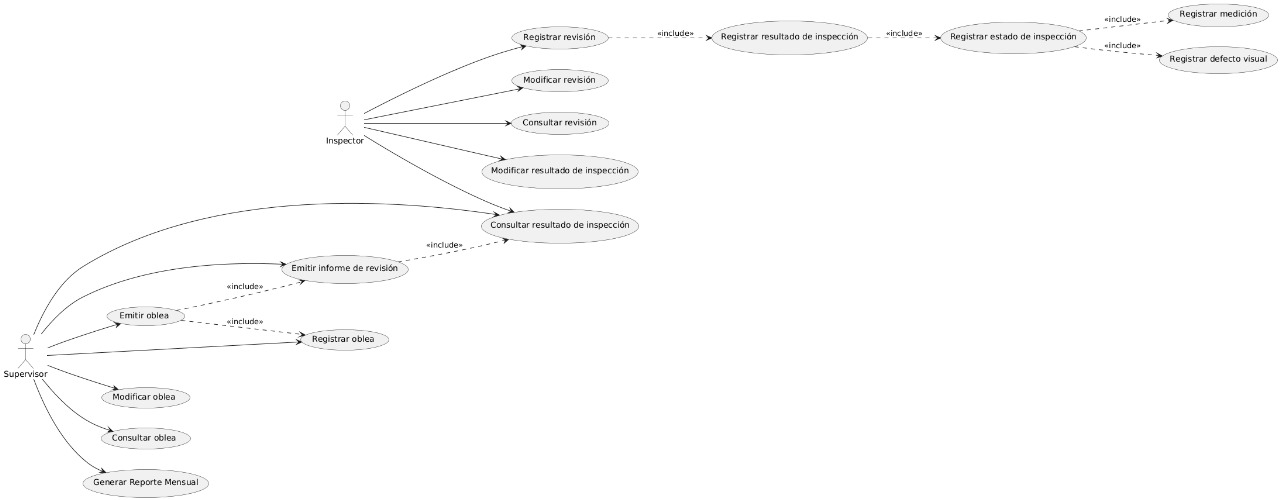 Registrar medición
«include»
Registrar revisión
«include»
Registrar resultado de inspección
«include»
Registrar estado de inspección
«include»
Registrar defecto visual
Modificar revisión
Inspector
Consultar revisión
Modificar resultado de inspección
Consultar resultado de inspección
«include»
Emitir informe de revisión
«include»
Emitir oblea
«include»
Registrar oblea
Supervisor
Modificar oblea
Consultar oblea
Generar Reporte Mensual